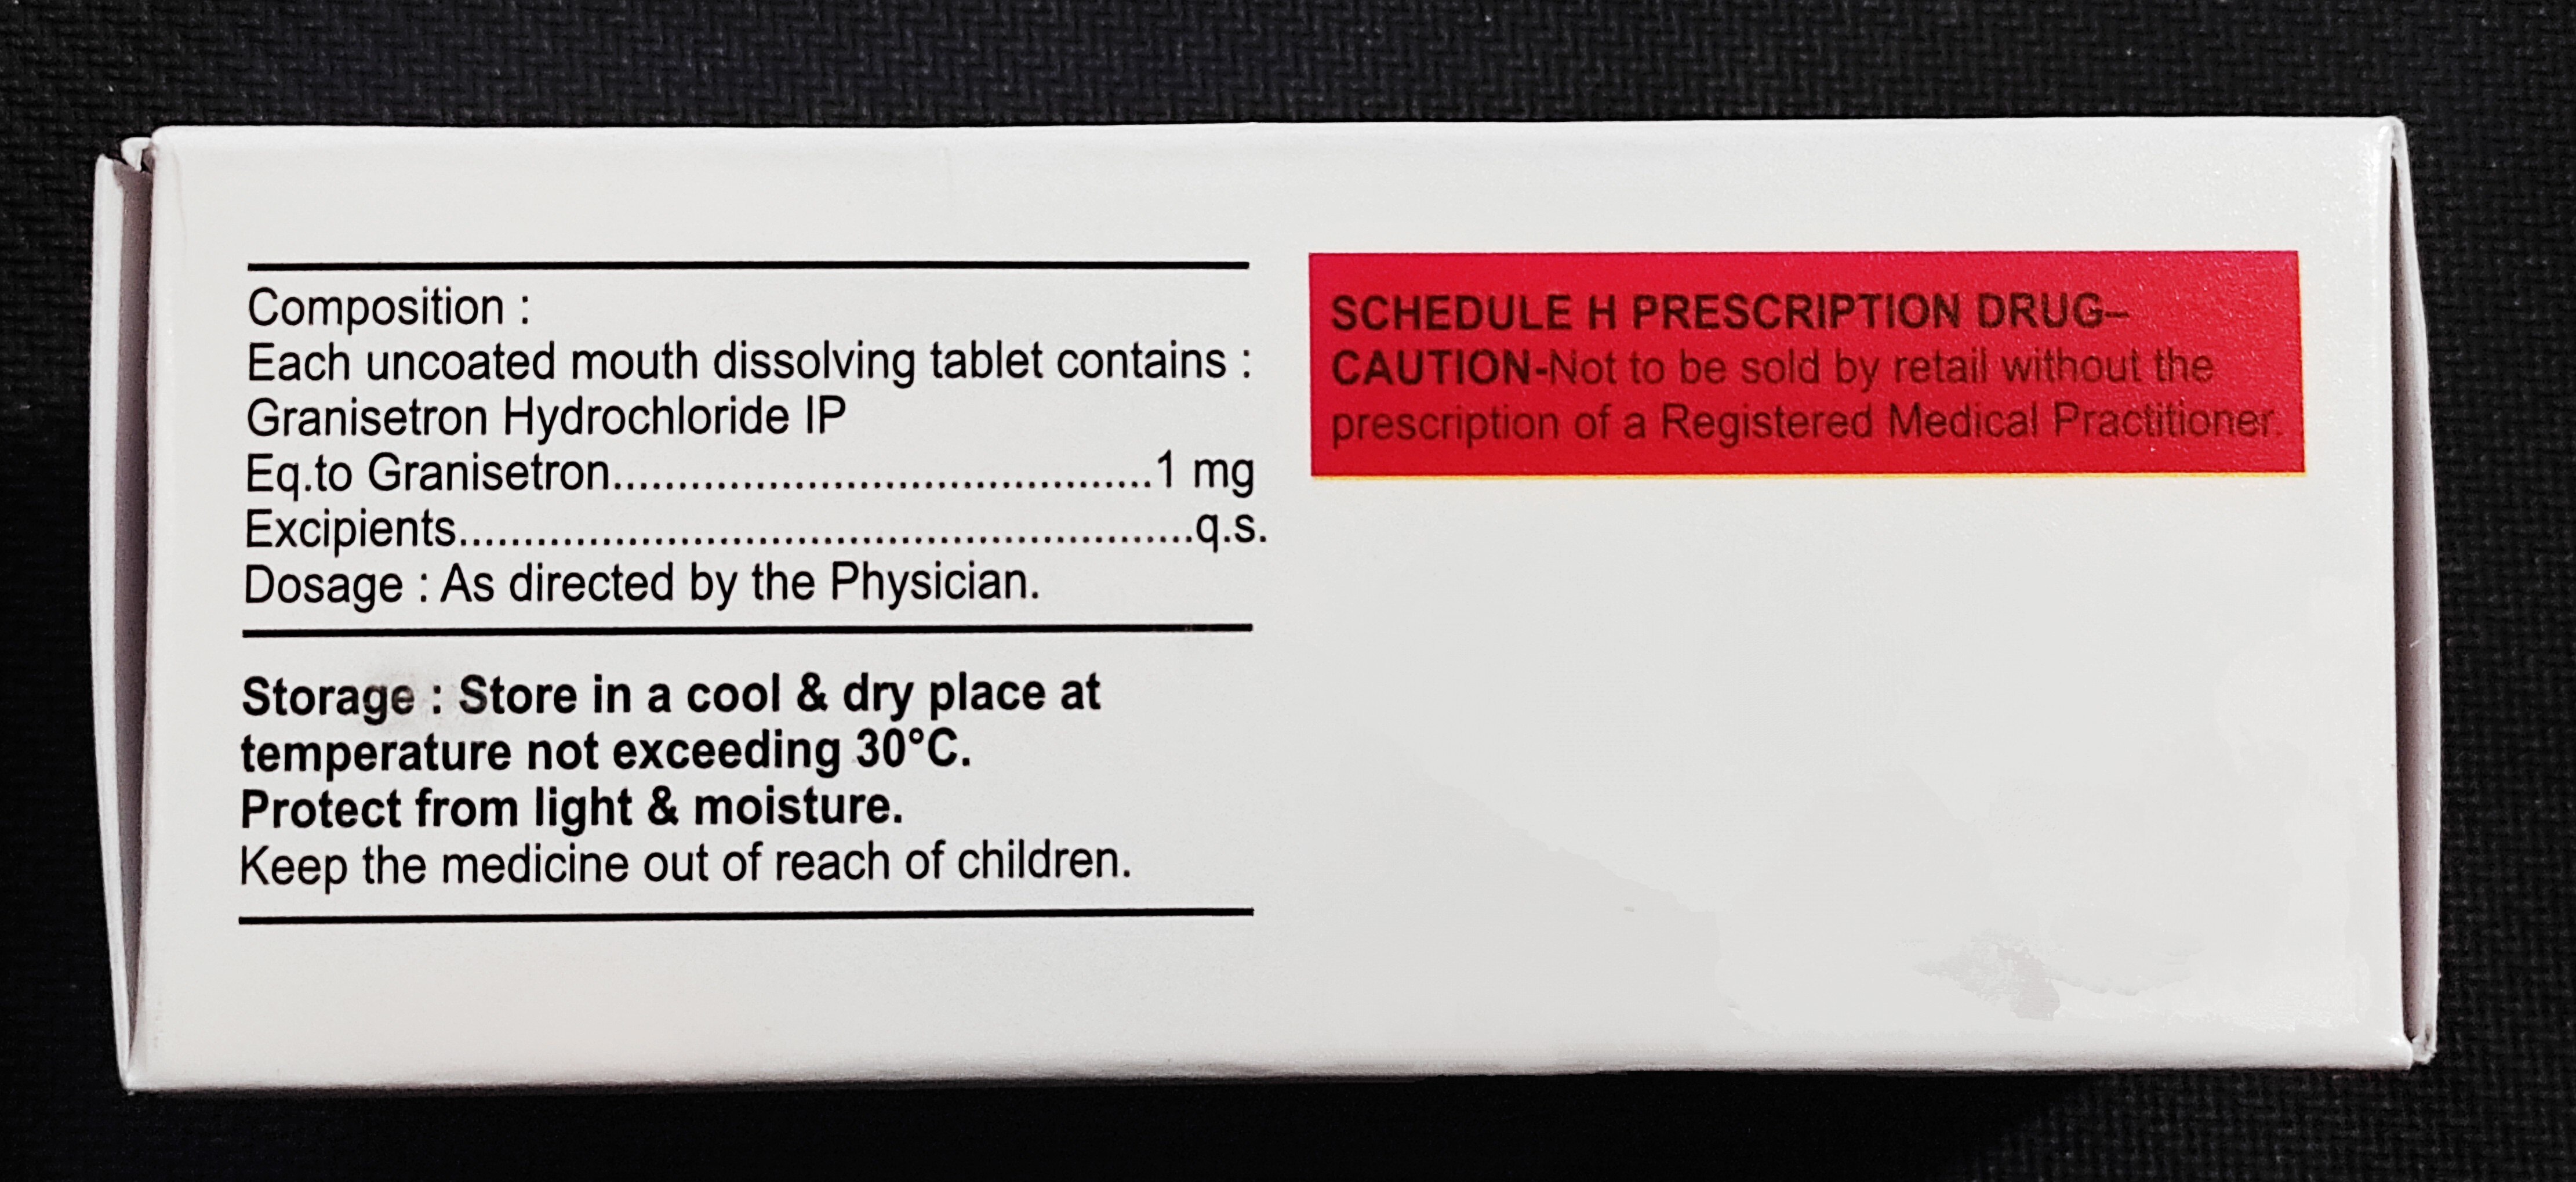 Composition :
Each uncoated mouth dissolving tablet contains :
Granisetron Hydrochloride IP
Eq.to Granisetron..........................................1 mg
Excipients.........................................................q.s.
Dosage : As directed by the Physician.
Storage : Store in a cool & dry place at
temperature not exceeding 30°C.
Protect from light & moisture.
Keep the medicine out of reach of children.
SCHEDULE H PRESCRIPTION DRUG–
CAUTION-Not to be sold by retail without the
prescription of a Registered Medical Practitioner.